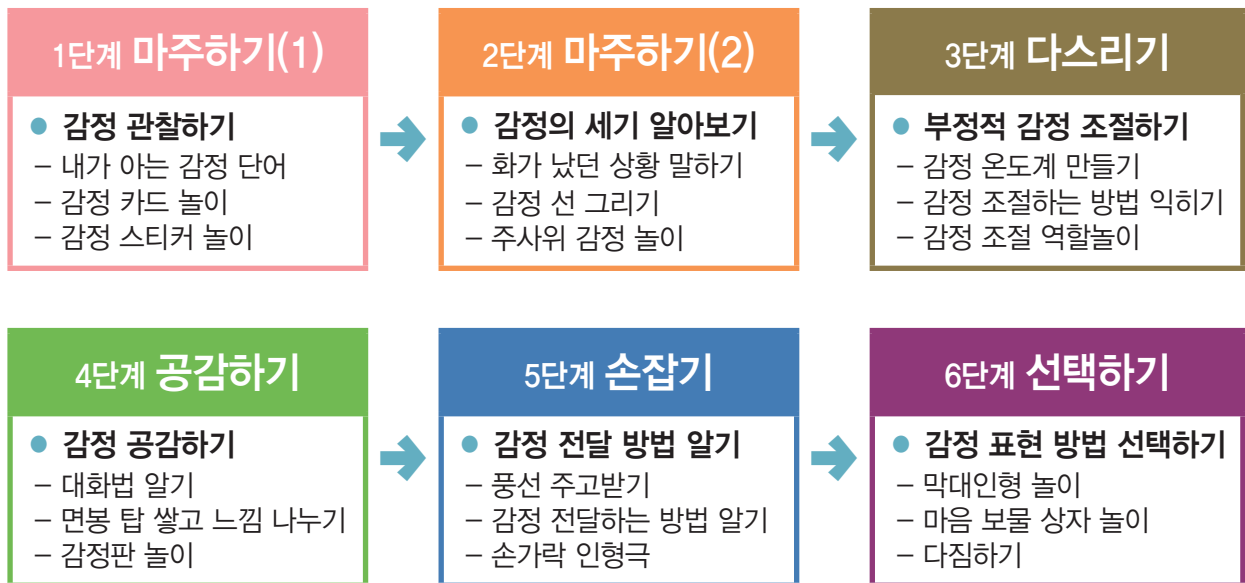 1단계 마주하기(1)
● 감정 관찰하기
– 내가 아는 감정 단어
– 감정 카드 놀이
– 감정 스티커 놀이
2단계 마주하기(2)
● 감정의 세기 알아보기
– 화가 났던 상황 말하기
– 감정 선 그리기
– 주사위 감정 놀이
3단계 다스리기
● 부정적 감정 조절하기
– 감정 온도계 만들기
– 감정 조절하는 방법 익히기
– 감정 조절 역할놀이
4단계 공감하기
● 감정 공감하기
– 대화법 알기
– 면봉 탑 쌓고 느낌 나누기
– 감정판 놀이
5단계 손잡기
● 감정 전달 방법 알기
– 풍선 주고받기
– 감정 전달하는 방법 알기
– 손가락 인형극
6단계 선택하기
● 감정 표현 방법 선택하기
– 막대인형 놀이
– 마음 보물 상자 놀이
– 다짐하기